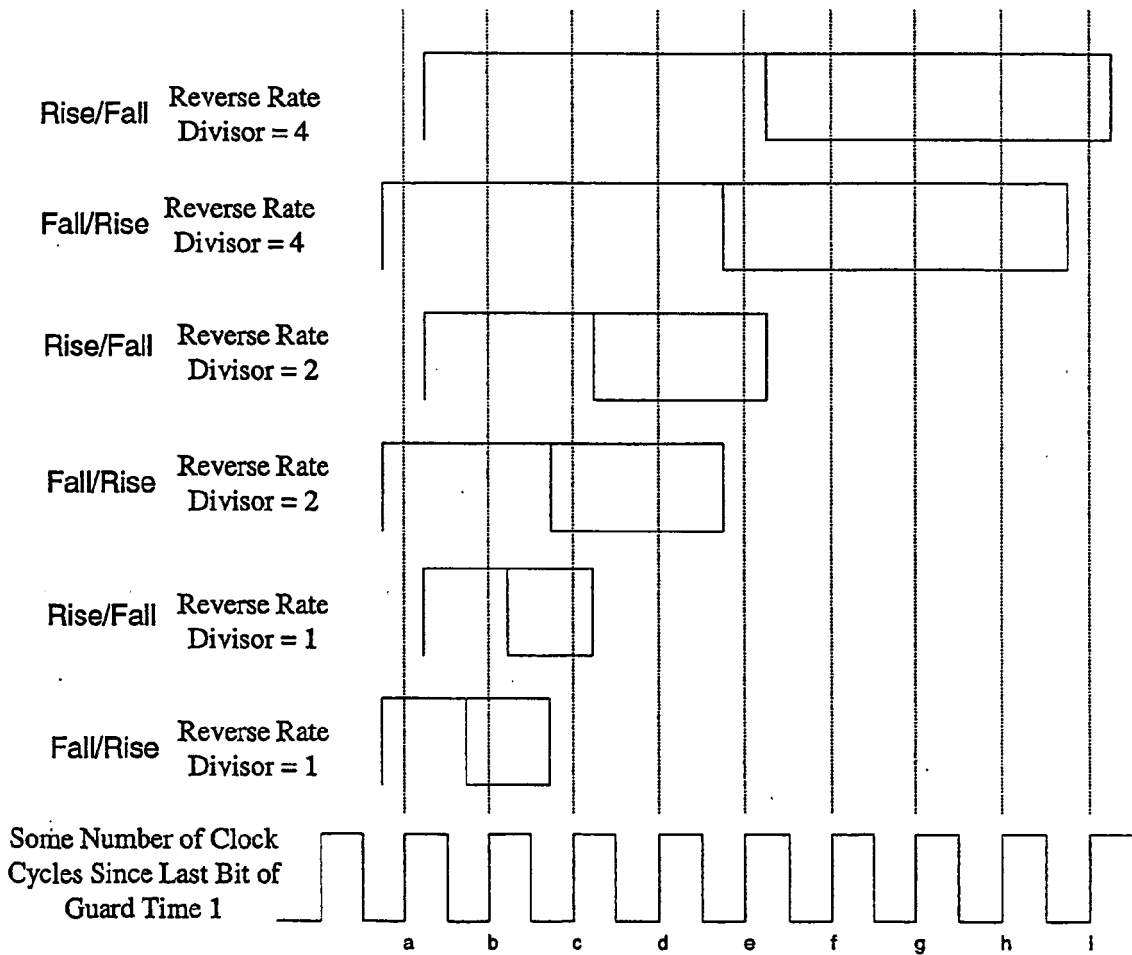 Rise/Fall Reverse Rate
Divisor = 4
Fall/Rise Reverse Rate
Divisor = 4
Rise/Fall Reverse Rate
Divisor = 2
Fall/Rise Reverse Rate
Divisor = 2
Rise/Fall Reverse Rate
Divisor = 1
Fall/Rise Reverse Rate
Divisor = 1
Some Number of Clock
Cycles Since Last Bit of
Guard Time 1
a b c d e f g h i